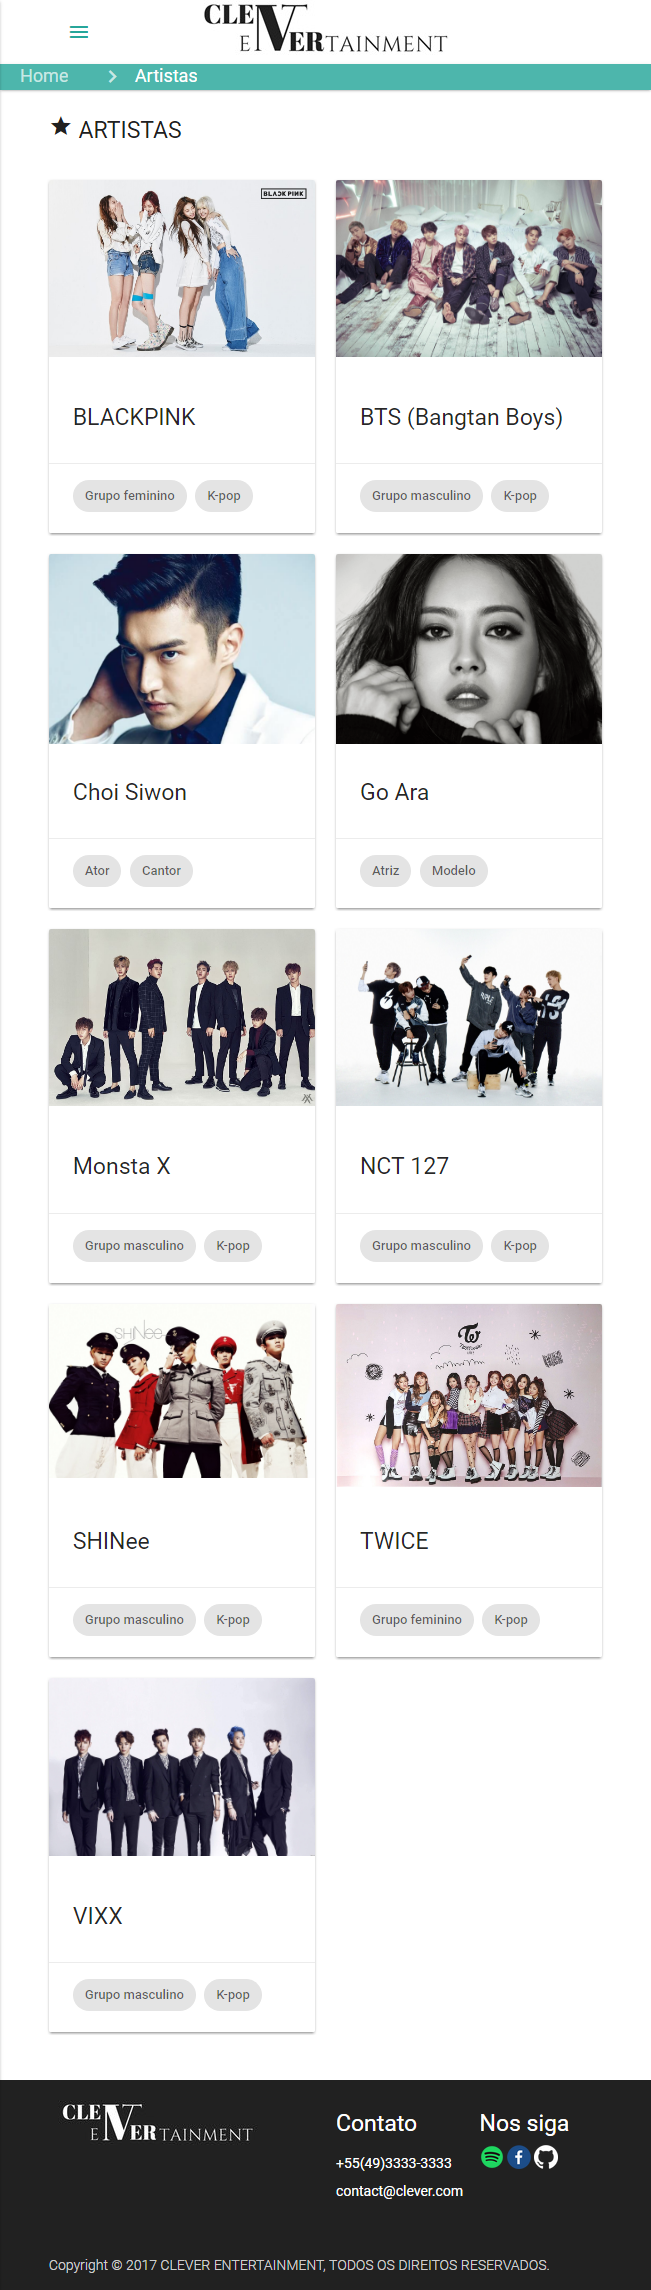 CLEVER
ENTERTAINMENT
Home > Artistas
★ ARTISTAS
BLACKPINK
BLACKPINK
Grupo feminino K-pop
BTS (Bangtan Boys)
Grupo masculino K-pop
Choi Siwon
Ator Cantor
Go Ara
Atriz Modelo
Monsta X
Grupo masculino K-pop
NCT 127
Grupo masculino K-pop
SHINee
SHINee
Grupo masculino K-pop
TWICE
Grupo feminino K-pop
VIXX
Grupo masculino K-pop
CLEVER
ENTERTAINMENT
Contato
+55(49)3333-3333
contact@clever.com
Nos siga
Copyright © 2017 CLEVER ENTERTAINMENT, TODOS OS DIREITOS RESERVADOS.